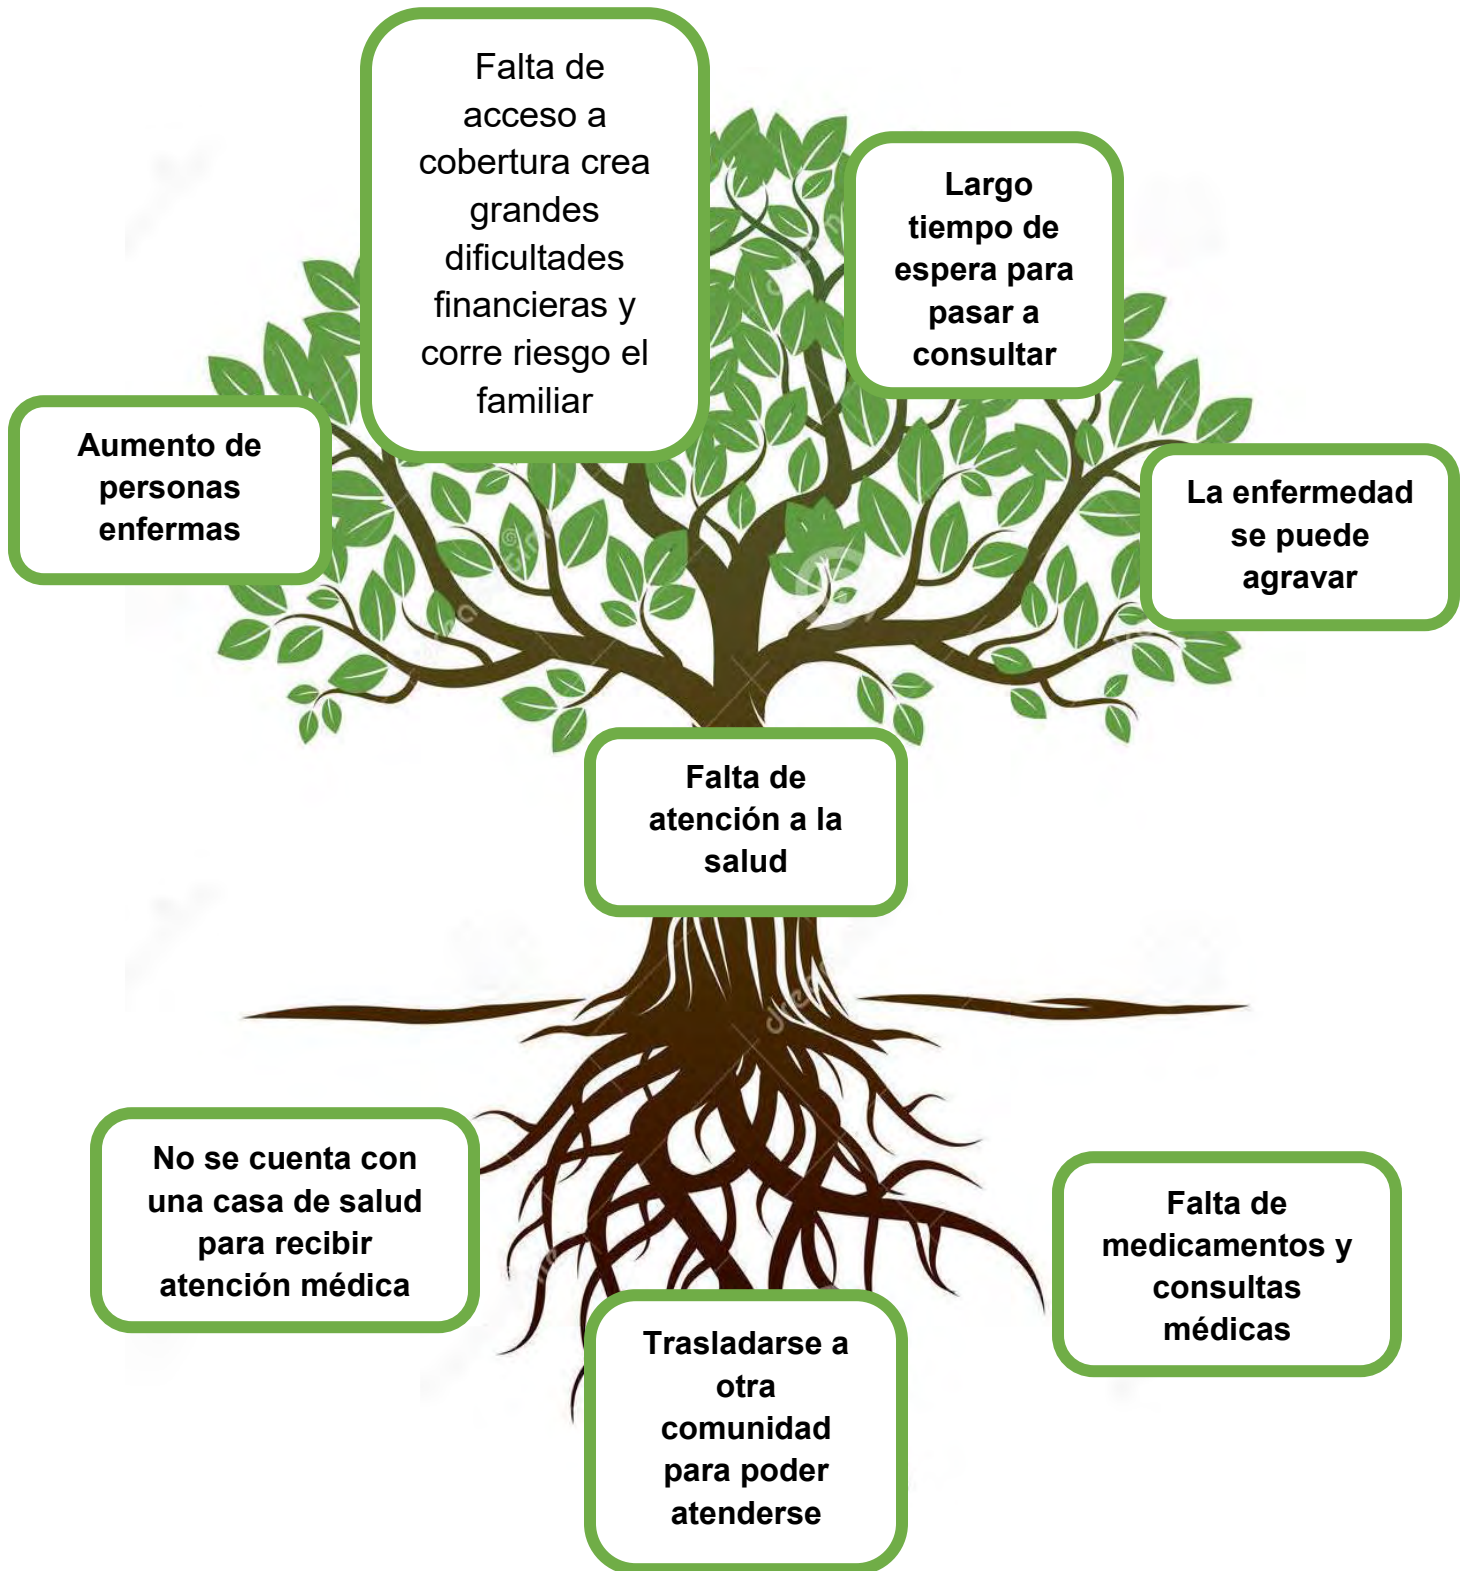 Falta de
acceso a
cobertura crea
grandes
dificultades
financieras y
corre riesgo el
familiar
Largo
tiempo de
espera para
pasar a
consultar
Aumento de
personas
enfermas
La enfermedad
se puede
agravar
Falta de
atención a la
salud
No se cuenta con
una casa de salud
para recibir
atención médica
Falta de
medicamentos y
consultas
médicas
Trasladarse a
otra
comunidad
para poder
atenderse